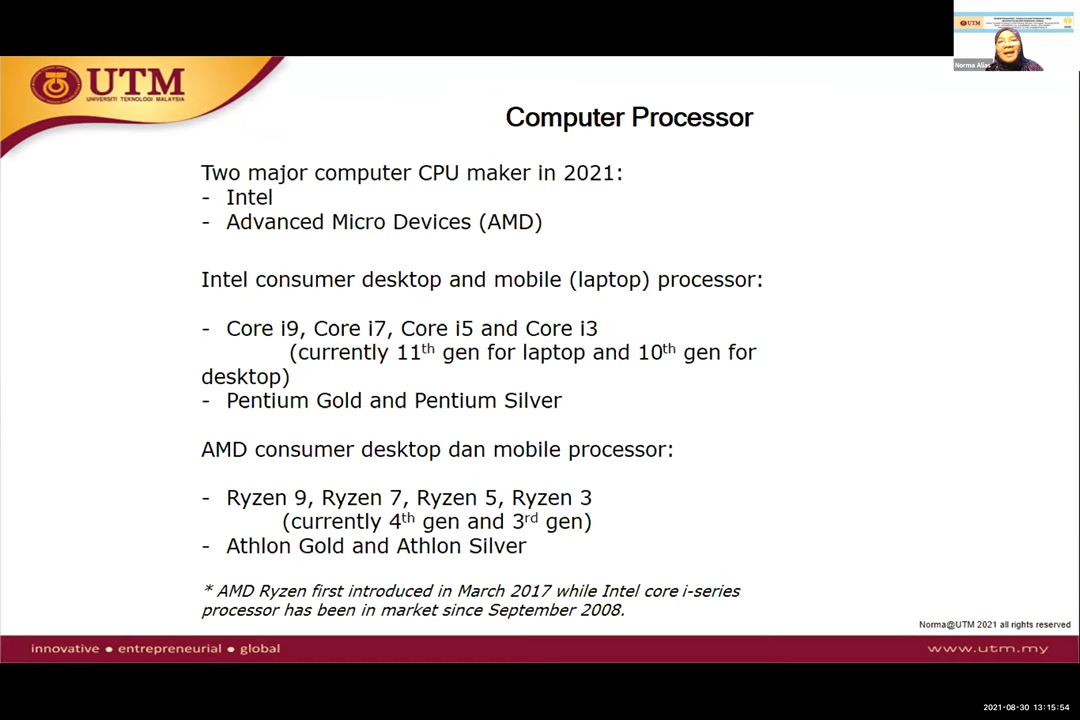 UTM
Norma Alias
UTM
UNIVERSITI TEKNOLOGI MALAYSIA
Computer Processor
Two major computer CPU maker in 2021:
- Intel
- Advanced Micro Devices (AMD)
Intel consumer desktop and mobile (laptop) processor:
- Core i9, Core i7, Core i5 and Core i3
(currently 11th gen for laptop and 10th gen for
desktop)
- Pentium Gold and Pentium Silver
AMD consumer desktop dan mobile processor:
- Ryzen 9, Ryzen 7, Ryzen 5, Ryzen 3
(currently 4th gen and 3rd gen)
- Athlon Gold and Athlon Silver
* AMD Ryzen first introduced in March 2017 while Intel core i-series
processor has been in market since September 2008.
Norma@UTM 2021 all rights reserved
innovative ● entrepreneurial ● global
www.utm.my
2021-08-30 13:15:54